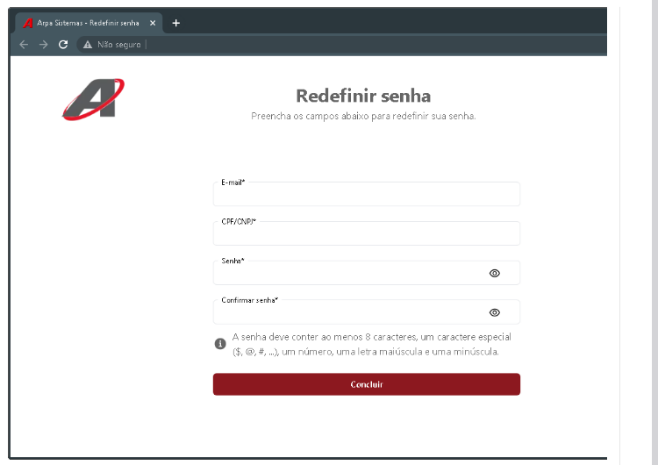 Arpa Sistemas - Redefinir senha
Não seguro
Redefinir senha
Preencha os campos abaixo para redefinir sua senha.
E-mail*
CPF/CNPJ*
Senha*
Confirmar senha*
A senha deve conter ao menos 8 caracteres, um caractere especial
($, @, #, ...), um número, uma letra maiúscula e uma minúscula.
Concluir